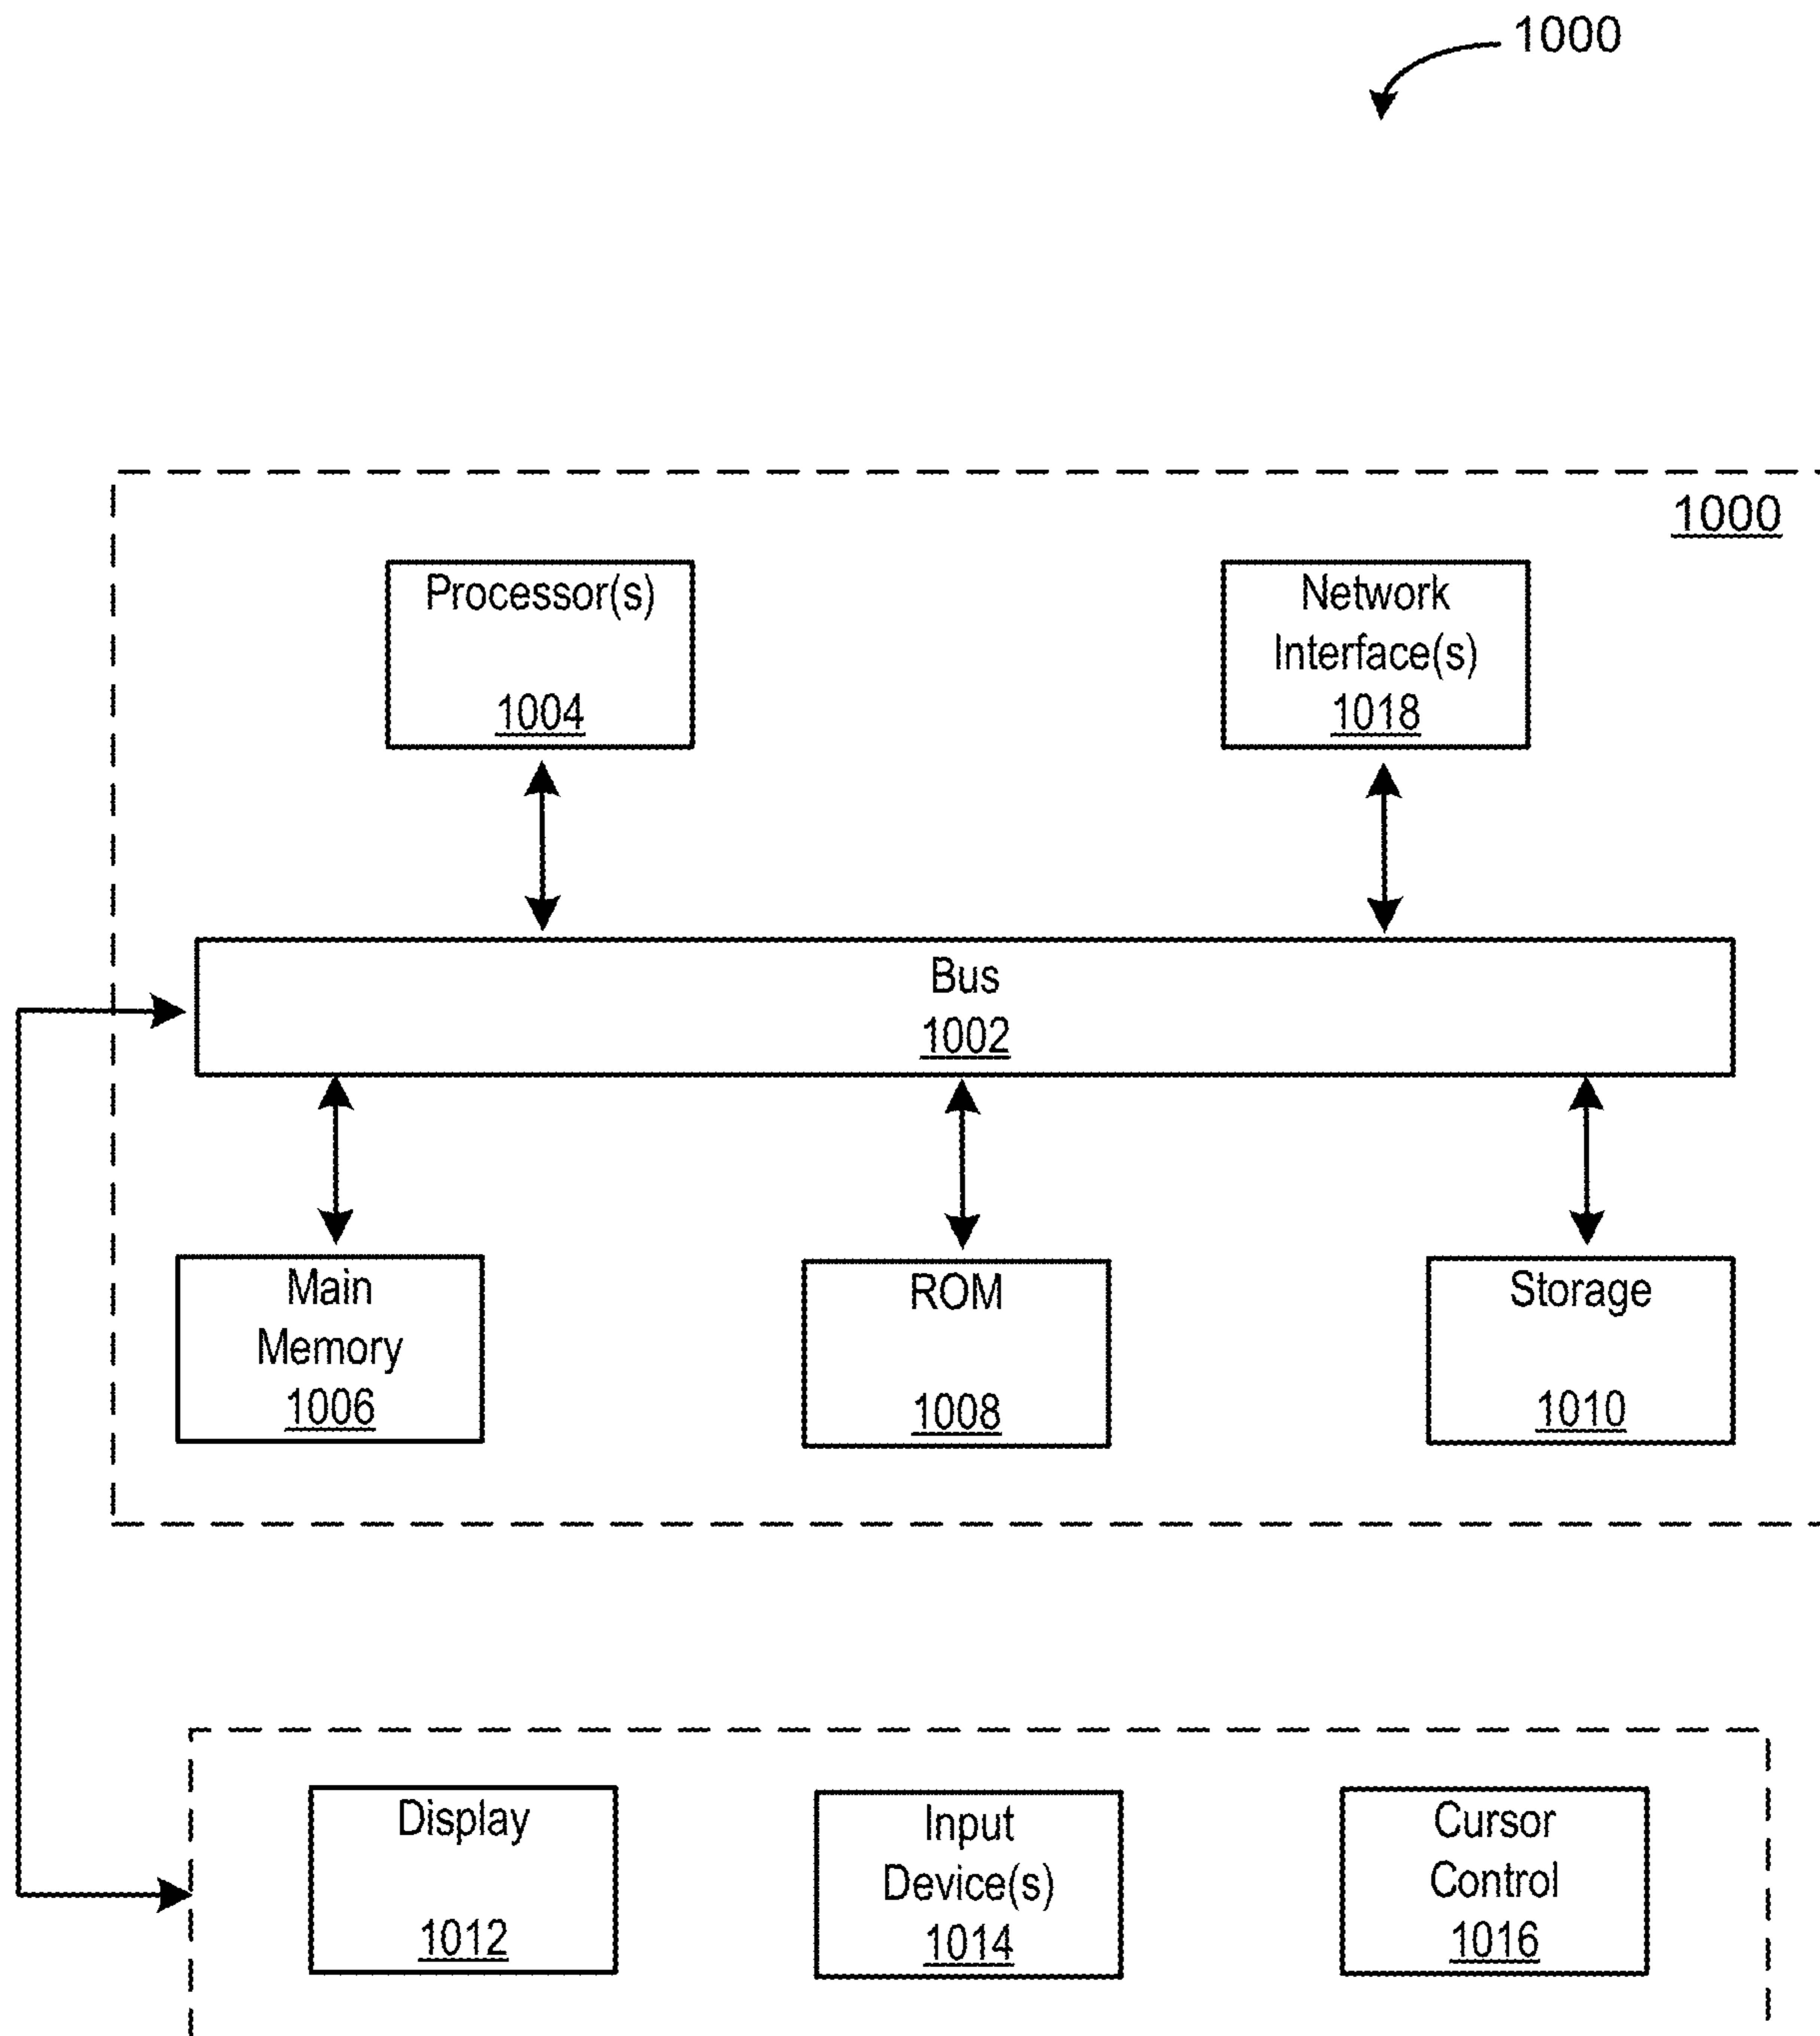 1000
1000
Processor(s)
1004
Network
Interface(s)
1018
Bus
1002
Main
Memory
1006
ROM
1008
Storage
1010
Display
1012
Input
Device(s)
1014
Cursor
Control
1016